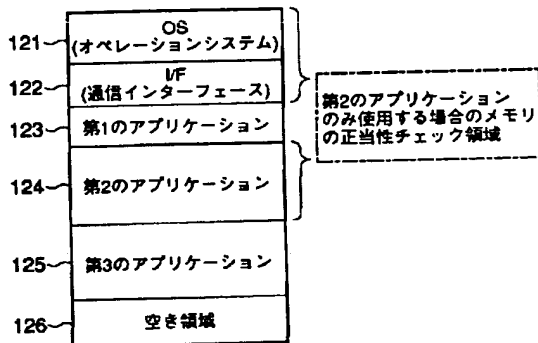 121
OS
(オペレーションシステム)
122
I/F
(通信インターフェース)
123
第1のアプリケーション
124
第2のアプリケーション
125
第3のアプリケーション
126
空き領域
第2のアプリケーション
のみ使用する場合のメモリ
の正当性チェック領域